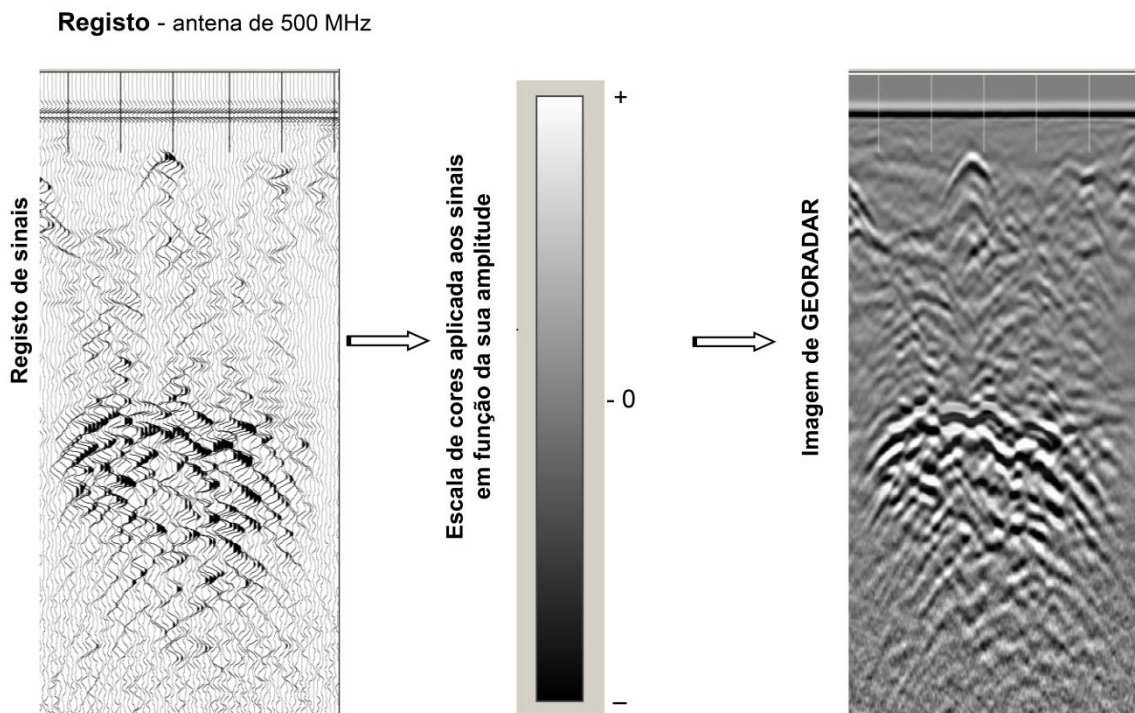 Registo - antena de 500 MHz
Registo de sinais
Escala de cores aplicada aos sinais
em função da sua amplitude
+
- 0
–
Imagem de GEORADAR